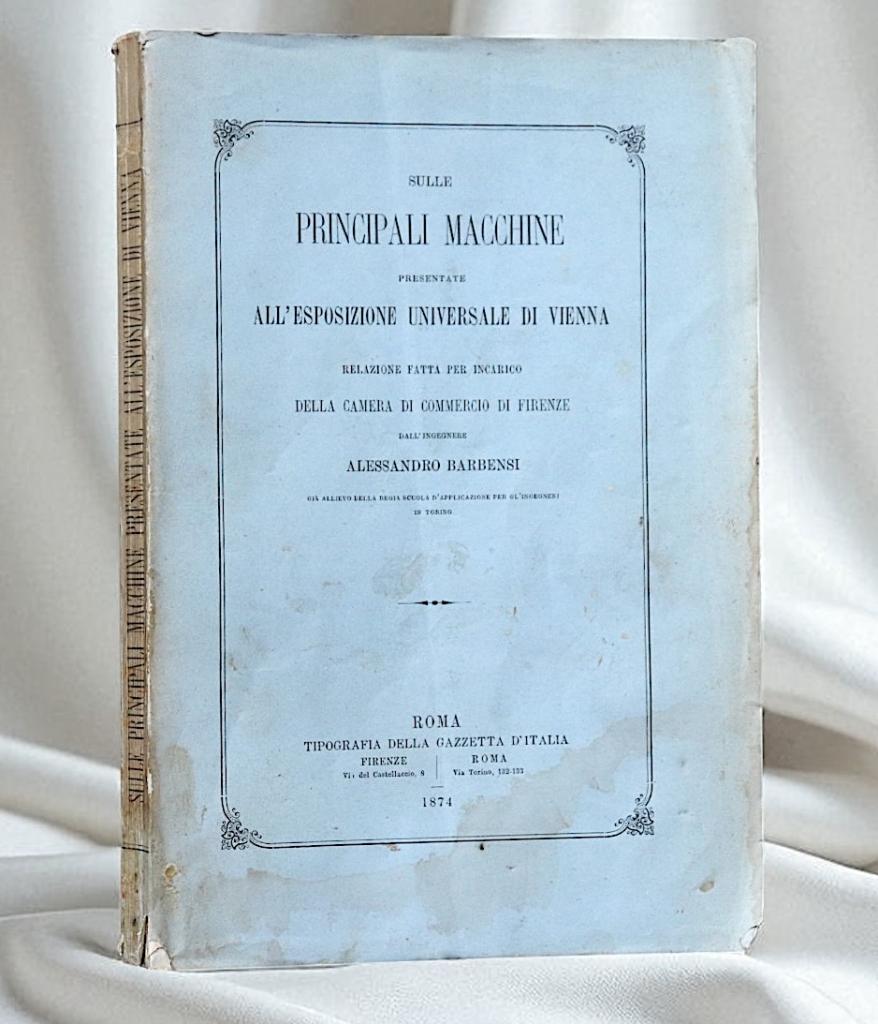 SULLE PRINCIPALI MACCHINE PRESENTATE ALL'ESPOSIZIONE DI VIENNA
SULLE
PRINCIPALI MACCHINE
PRESENTATE
ALL'ESPOSIZIONE UNIVERSALE DI VIENNA
RELAZIONE FATTA PER INCARICO
DELLA CAMERA DI COMMERCIO DI FIRENZE
DALL'INGEGNERE
ALESSANDRO BARBENSI
GIÀ ALLIEVO DELLA REGIA SCUOLA D'APPLICAZIONE PER GL'INGEGNERI
IN TORINO
ROMA
TIPOGRAFIA DELLA GAZZETTA D'ITALIA
FIRENZE ROMA
Via del Castellaccio, 8 Via Torino, 132-133
1874